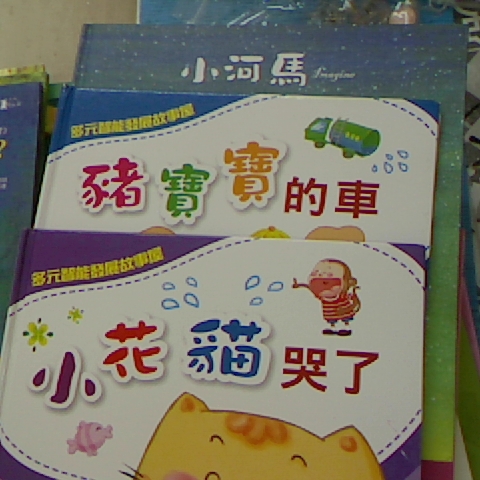 小河馬
Imagine
多元智能發展故事園
豬寶寶的車
多元智能發展故事園
小花貓哭了